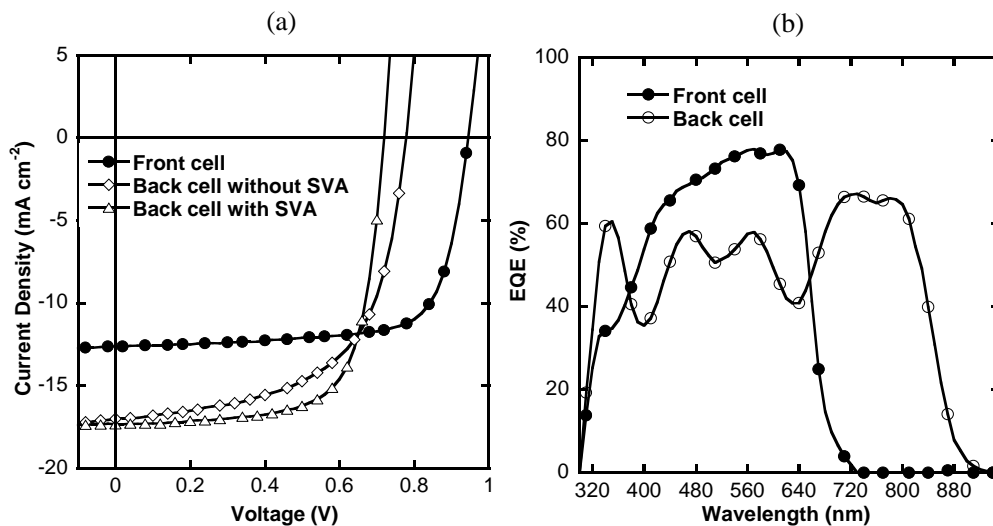 (a)
5
0
-5
-10
-15
-20
Current Density (mA cm-2)
Front cell
Back cell without SVA
Back cell with SVA
0 0.2 0.4 0.6 0.8 1
Voltage (V)
(b)
100
80
60
40
20
0
EQE (%)
Front cell
Back cell
320 400 480 560 640 720 800 880
Wavelength (nm)